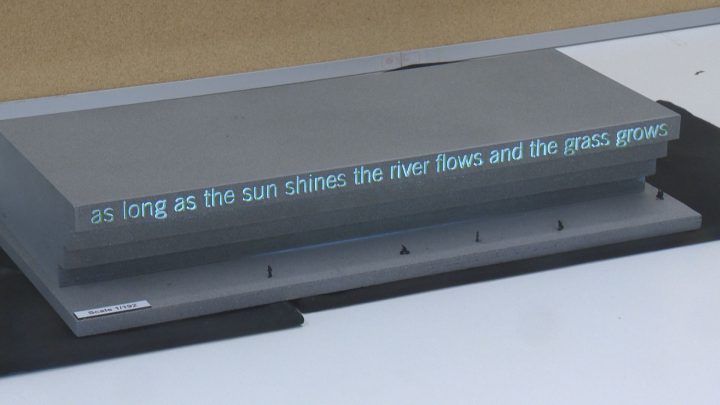 as long as the sun shines the river flows and the grass grows
Scale 1/192